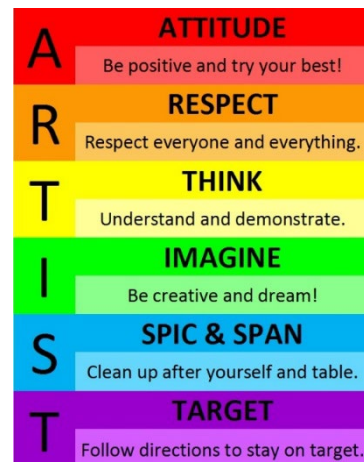 A
ATTITUDE
Be positive and try your best!
R
RESPECT
Respect everyone and everything.
T
THINK
Understand and demonstrate.
I
IMAGINE
Be creative and dream!
S
SPIC & SPAN
Clean up after yourself and table.
T
TARGET
Follow directions to stay on target.